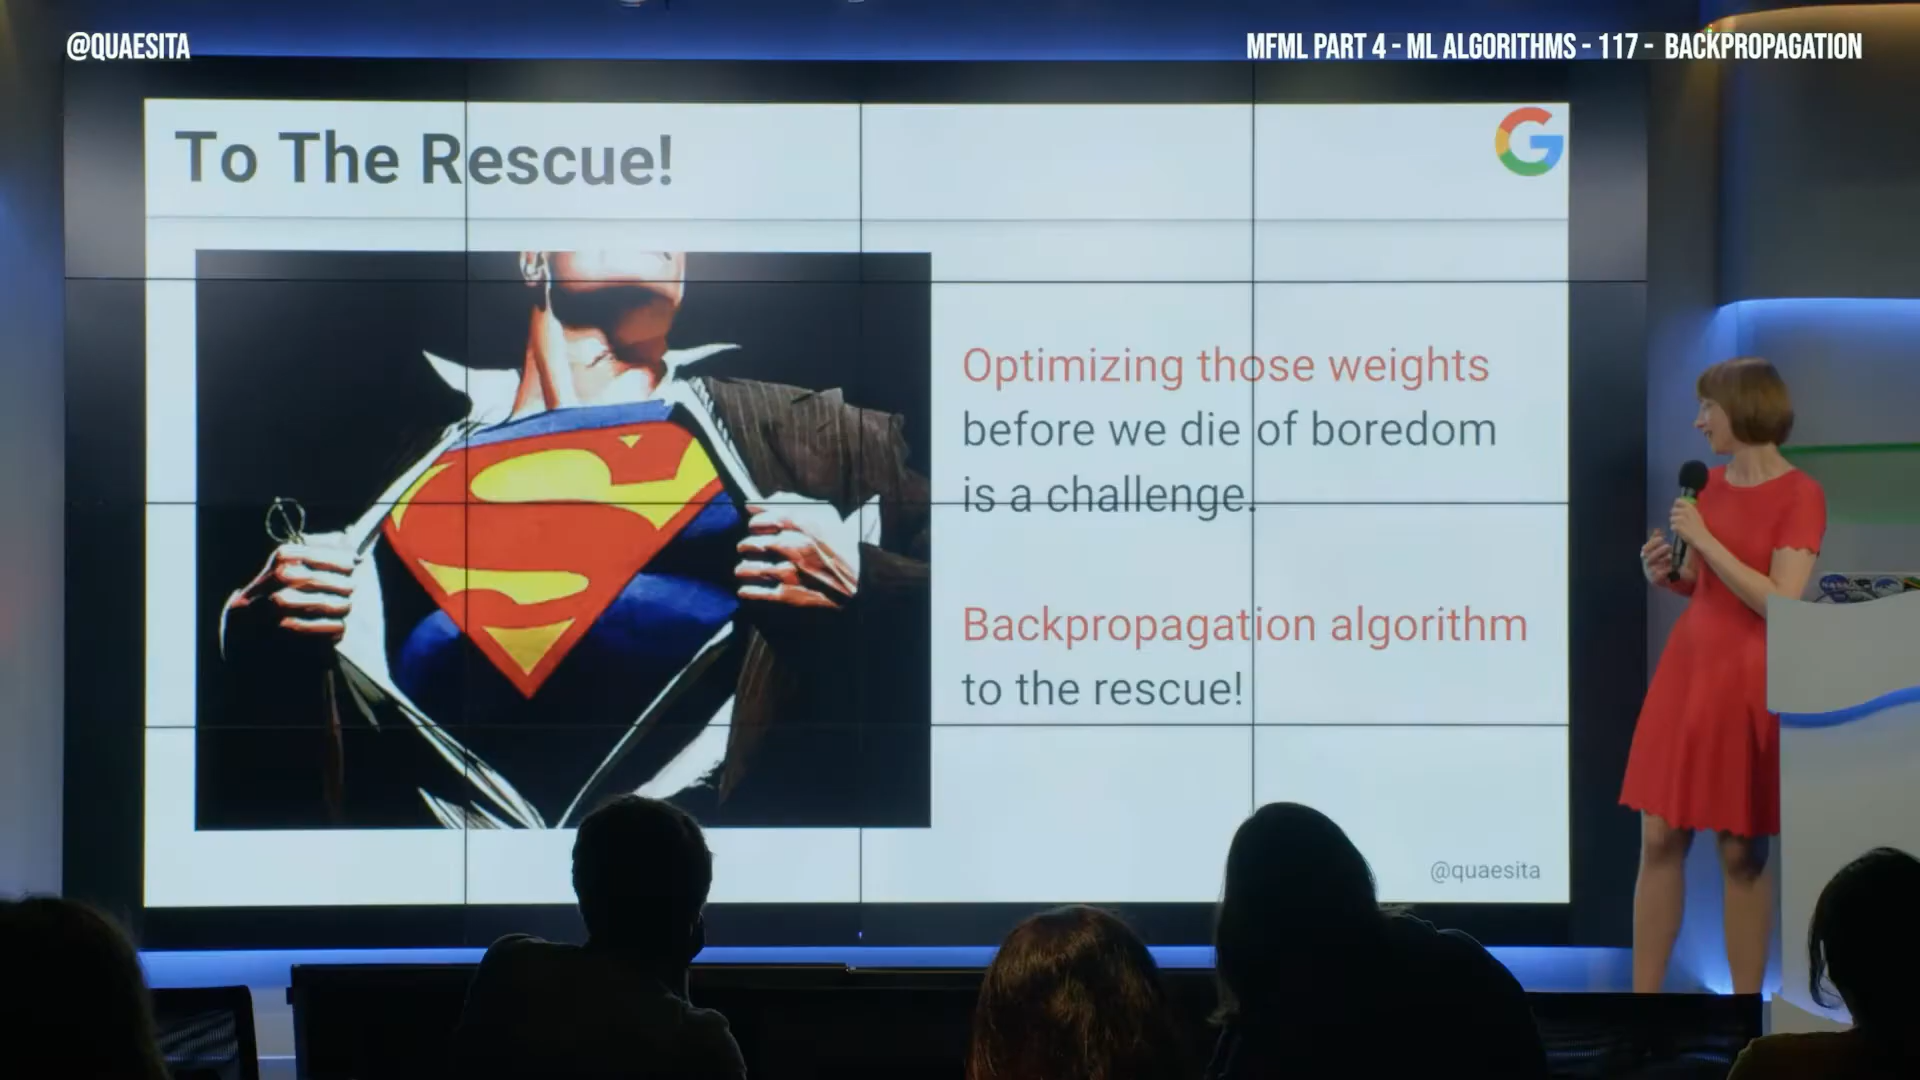 @QUAESITA
MFML PART 4 - ML ALGORITHMS - 117 - BACKPROPAGATION
To The Rescue!
Optimizing those weights
before we die of boredom
is a challenge.
Backpropagation algorithm
to the rescue!
@quaesita